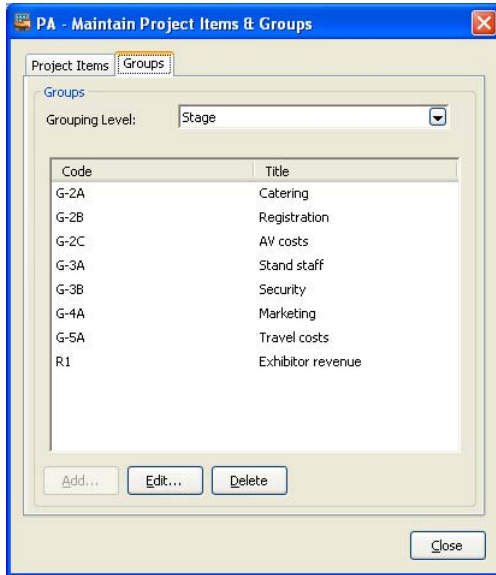 PA - Maintain Project Items & Groups
Project Items Groups
Groups
Grouping Level: Stage
Code Title
G-2A Catering
G-2B Registration
G-2C AV costs
G-3A Stand staff
G-3B Security
G-4A Marketing
G-5A Travel costs
R1 Exhibitor revenue
Add... Edit... Delete
Close